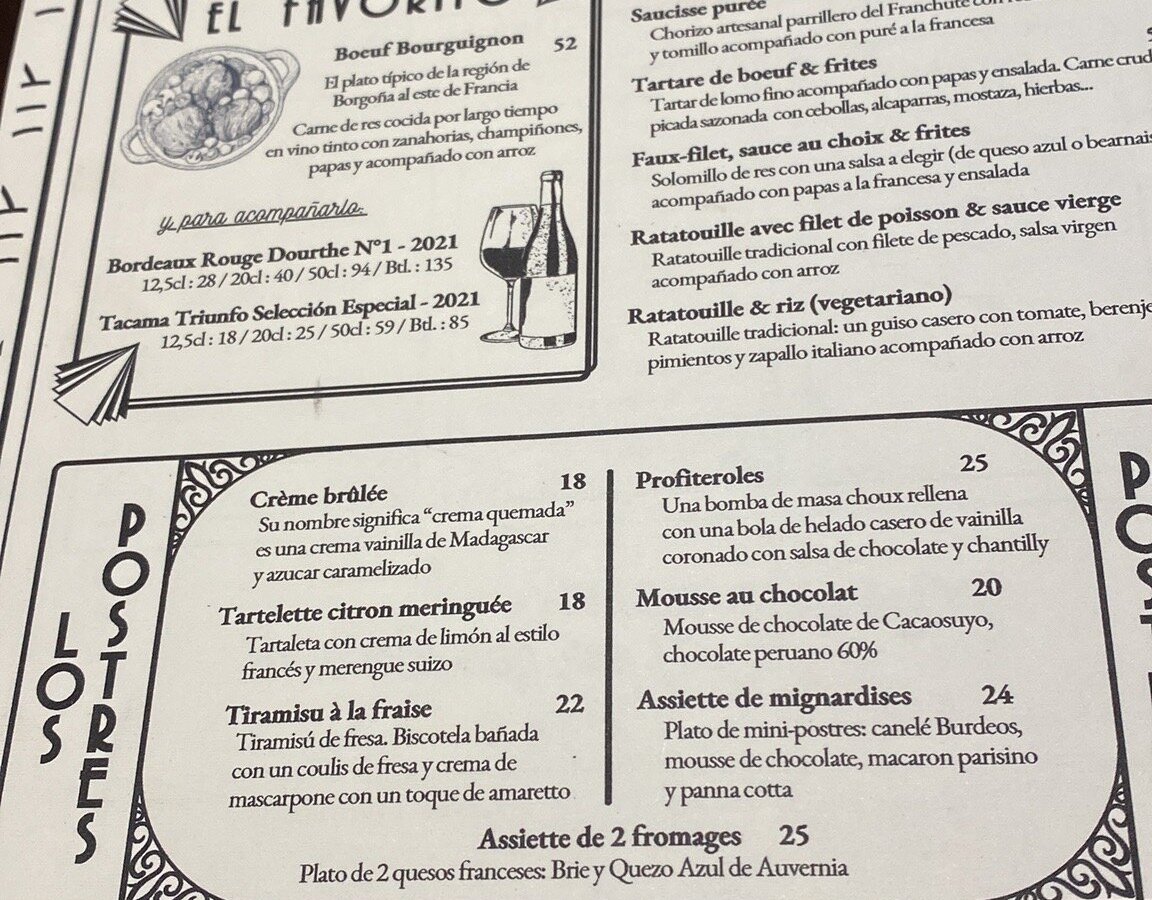 EL FAVORITO
Boeuf Bourguignon 52
El plato típico de la región de
Borgoña al este de Francia
Carne de res cocida por largo tiempo
en vino tinto con zanahorias, champiñones,
papas y acompañado con arroz
y para acompañarlo:
Bordeaux Rouge Dourthe N°1 - 2021
12,5cl : 28 / 20cl : 40 / 50cl : 94 / Btl. : 135
Tacama Triunfo Selección Especial - 2021
12,5cl : 18 / 20cl : 25 / 50cl : 59 / Btl. : 85
Saucisse purée
Chorizo artesanal parrillero del Franchute con
y tomillo acompañado con puré a la francesa
Tartare de boeuf & frites
Tartar de lomo fino acompañado con papas y ensalada. Carne crud
picada sazonada con cebollas, alcaparras, mostaza, hierbas...
Faux-filet, sauce au choix & frites
Solomillo de res con una salsa a elegir (de queso azul o bearnais
acompañado con papas a la francesa y ensalada
Ratatouille avec filet de poisson & sauce vierge
Ratatouille tradicional con filete de pescado, salsa virgen
acompañado con arroz
Ratatouille & riz (vegetariano)
Ratatouille tradicional: un guiso casero con tomate, berenje
pimientos y zapallo italiano acompañado con arroz
LOS POSTRES
Crème brûlée 18
Su nombre significa “crema quemada”
es una crema vainilla de Madagascar
y azucar caramelizado
Tartelette citron meringuée 18
Tartaleta con crema de limón al estilo
francés y merengue suizo
Tiramisu à la fraise 22
Tiramisú de fresa. Biscotela bañada
con un coulis de fresa y crema de
mascarpone con un toque de amaretto
Profiteroles 25
Una bomba de masa choux rellena
con una bola de helado casero de vainilla
coronado con salsa de chocolate y chantilly
Mousse au chocolat 20
Mousse de chocolate de Cacaosuyo,
chocolate peruano 60%
Assiette de mignardises 24
Plato de mini-postres: canelé Burdeos,
mousse de chocolate, macaron parisino
y panna cotta
Assiette de 2 fromages 25
Plato de 2 quesos franceses: Brie y Quezo Azul de Auvernia